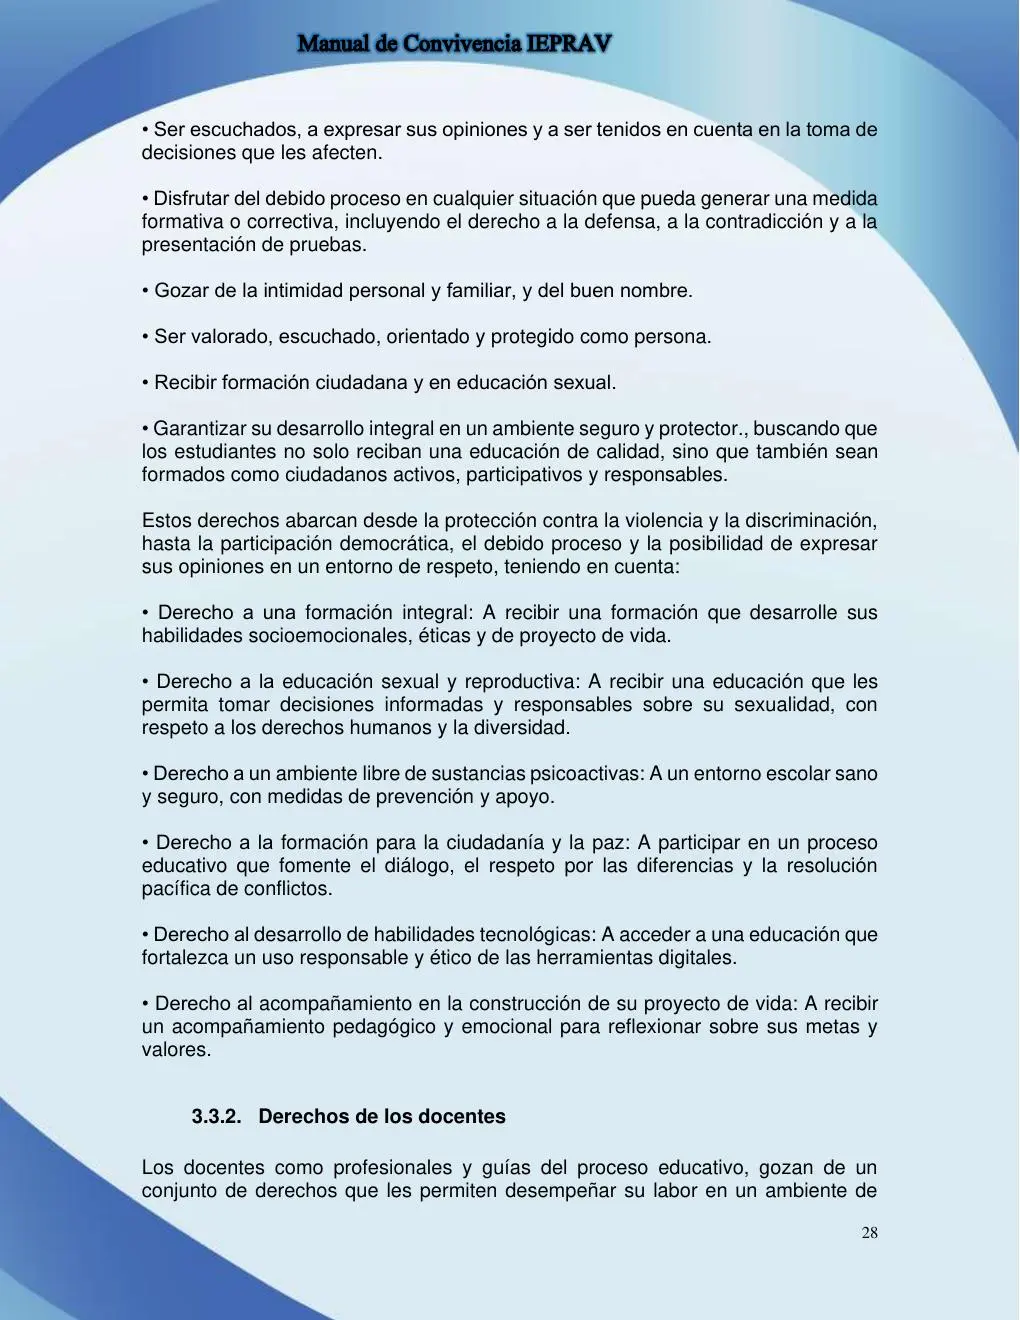 Manual de Convivencia IEPRAV
• Ser escuchados, a expresar sus opiniones y a ser tenidos en cuenta en la toma de
decisiones que les afecten.
• Disfrutar del debido proceso en cualquier situación que pueda generar una medida
formativa o correctiva, incluyendo el derecho a la defensa, a la contradicción y a la
presentación de pruebas.
• Gozar de la intimidad personal y familiar, y del buen nombre.
• Ser valorado, escuchado, orientado y protegido como persona.
• Recibir formación ciudadana y en educación sexual.
• Garantizar su desarrollo integral en un ambiente seguro y protector., buscando que
los estudiantes no solo reciban una educación de calidad, sino que también sean
formados como ciudadanos activos, participativos y responsables.
Estos derechos abarcan desde la protección contra la violencia y la discriminación,
hasta la participación democrática, el debido proceso y la posibilidad de expresar
sus opiniones en un entorno de respeto, teniendo en cuenta:
• Derecho a una formación integral: A recibir una formación que desarrolle sus
habilidades socioemocionales, éticas y de proyecto de vida.
• Derecho a la educación sexual y reproductiva: A recibir una educación que les
permita tomar decisiones informadas y responsables sobre su sexualidad, con
respeto a los derechos humanos y la diversidad.
• Derecho a un ambiente libre de sustancias psicoactivas: A un entorno escolar sano
y seguro, con medidas de prevención y apoyo.
• Derecho a la formación para la ciudadanía y la paz: A participar en un proceso
educativo que fomente el diálogo, el respeto por las diferencias y la resolución
pacífica de conflictos.
• Derecho al desarrollo de habilidades tecnológicas: A acceder a una educación que
fortalezca un uso responsable y ético de las herramientas digitales.
• Derecho al acompañamiento en la construcción de su proyecto de vida: A recibir
un acompañamiento pedagógico y emocional para reflexionar sobre sus metas y
valores.
3.3.2. Derechos de los docentes
Los docentes como profesionales y guías del proceso educativo, gozan de un
conjunto de derechos que les permiten desempeñar su labor en un ambiente de
28